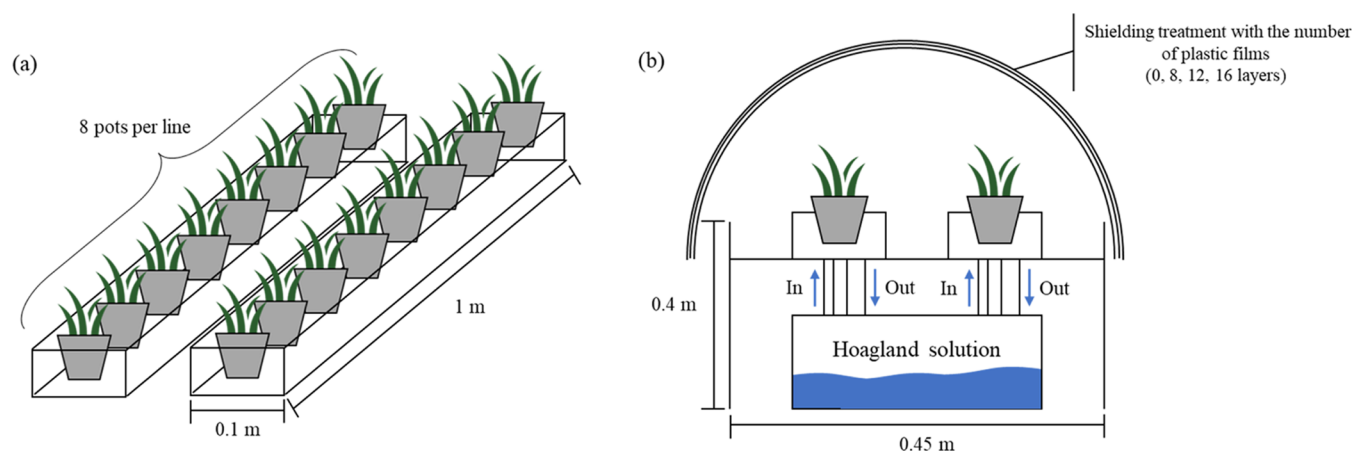 (a)
8 pots per line
1 m
0.1 m
(b)
Shielding treatment with the number
of plastic films
(0, 8, 12, 16 layers)
In
Out
In
Out
0.4 m
Hoagland solution
0.45 m